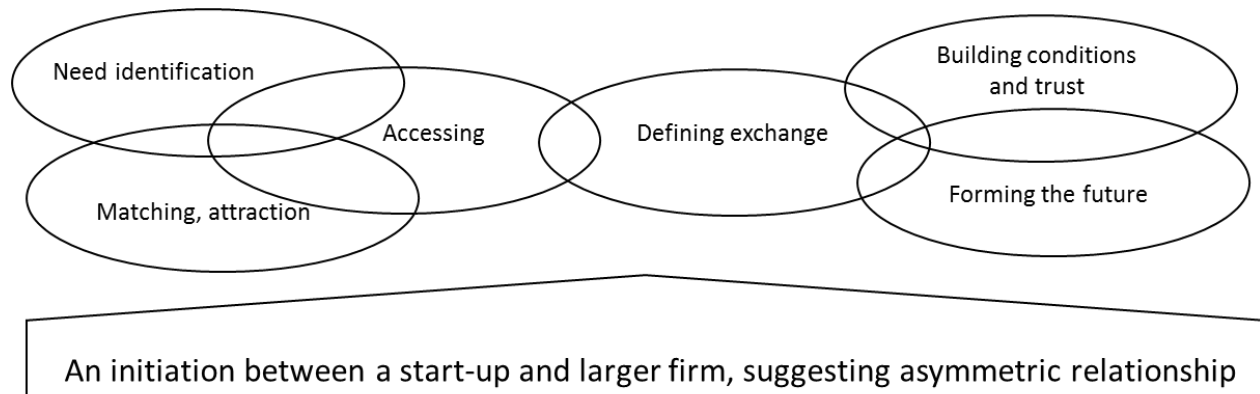 Need identification
Matching, attraction
Accessing
Defining exchange
Building conditions
and trust
Forming the future
An initiation between a start-up and larger firm, suggesting asymmetric relationship